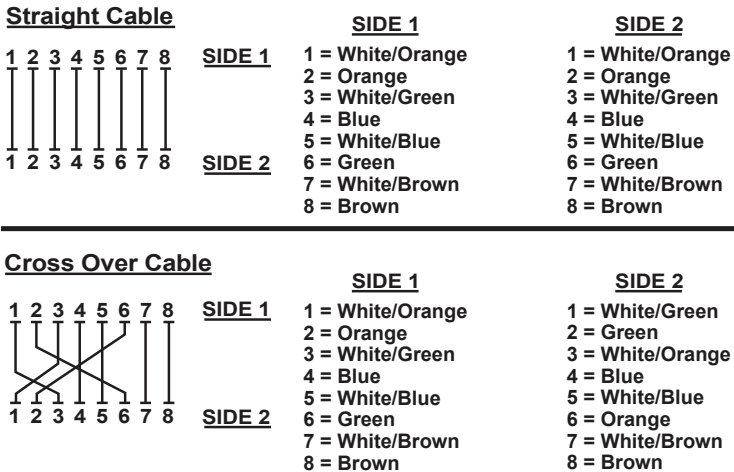 Straight Cable
1 2 3 4 5 6 7 8 SIDE 1
1 2 3 4 5 6 7 8 SIDE 2
SIDE 1
1 = White/Orange
2 = Orange
3 = White/Green
4 = Blue
5 = White/Blue
6 = Green
7 = White/Brown
8 = Brown
SIDE 2
1 = White/Orange
2 = Orange
3 = White/Green
4 = Blue
5 = White/Blue
6 = Green
7 = White/Brown
8 = Brown
Cross Over Cable
1 2 3 4 5 6 7 8 SIDE 1
1 2 3 4 5 6 7 8 SIDE 2
SIDE 1
1 = White/Orange
2 = Orange
3 = White/Green
4 = Blue
5 = White/Blue
6 = Green
7 = White/Brown
8 = Brown
SIDE 2
1 = White/Green
2 = Green
3 = White/Orange
4 = Blue
5 = White/Blue
6 = Orange
7 = White/Brown
8 = Brown